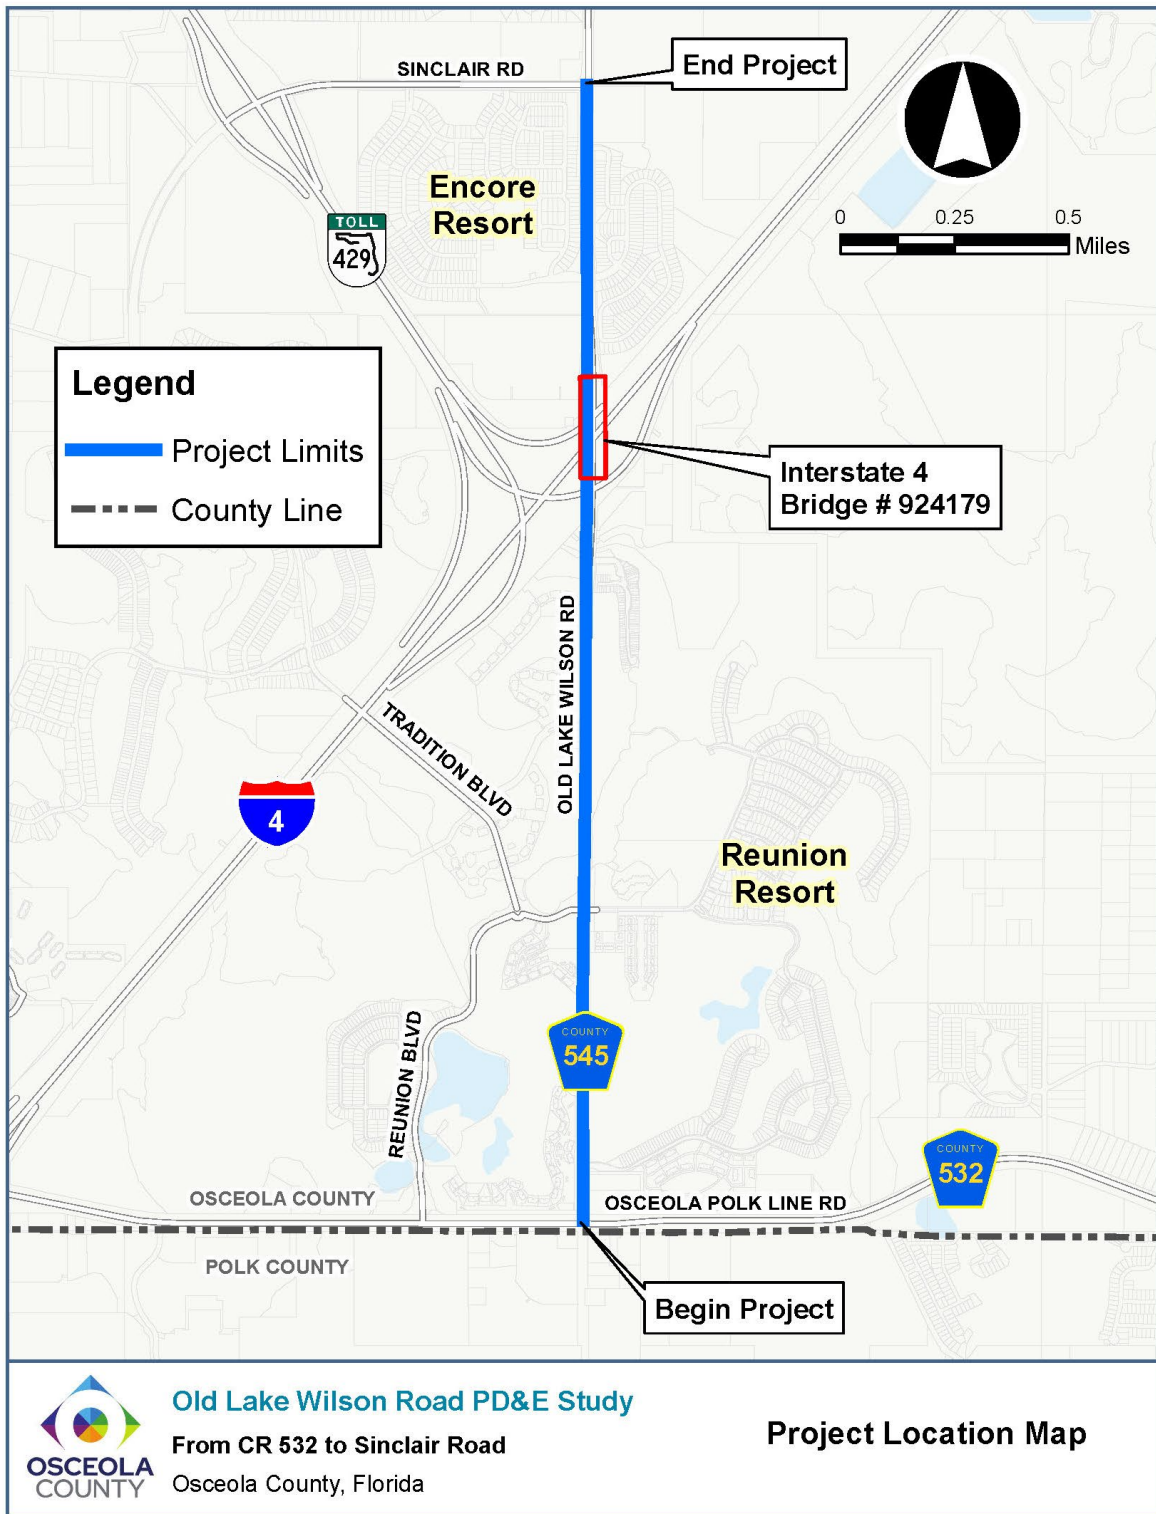 SINCLAIR RD
End Project
Encore
Resort
TOLL
429
0 0.25 0.5
Miles
Legend
Project Limits
County Line
Interstate 4
Bridge # 924179
OLD LAKE WILSON RD
TRADITION BLVD
4
Reunion
Resort
COUNTY
545
REUNION BLVD
COUNTY
532
OSCEOLA COUNTY
OSCEOLA POLK LINE RD
POLK COUNTY
Begin Project
OSCEOLA
COUNTY
Old Lake Wilson Road PD&E Study
From CR 532 to Sinclair Road
Osceola County, Florida
Project Location Map